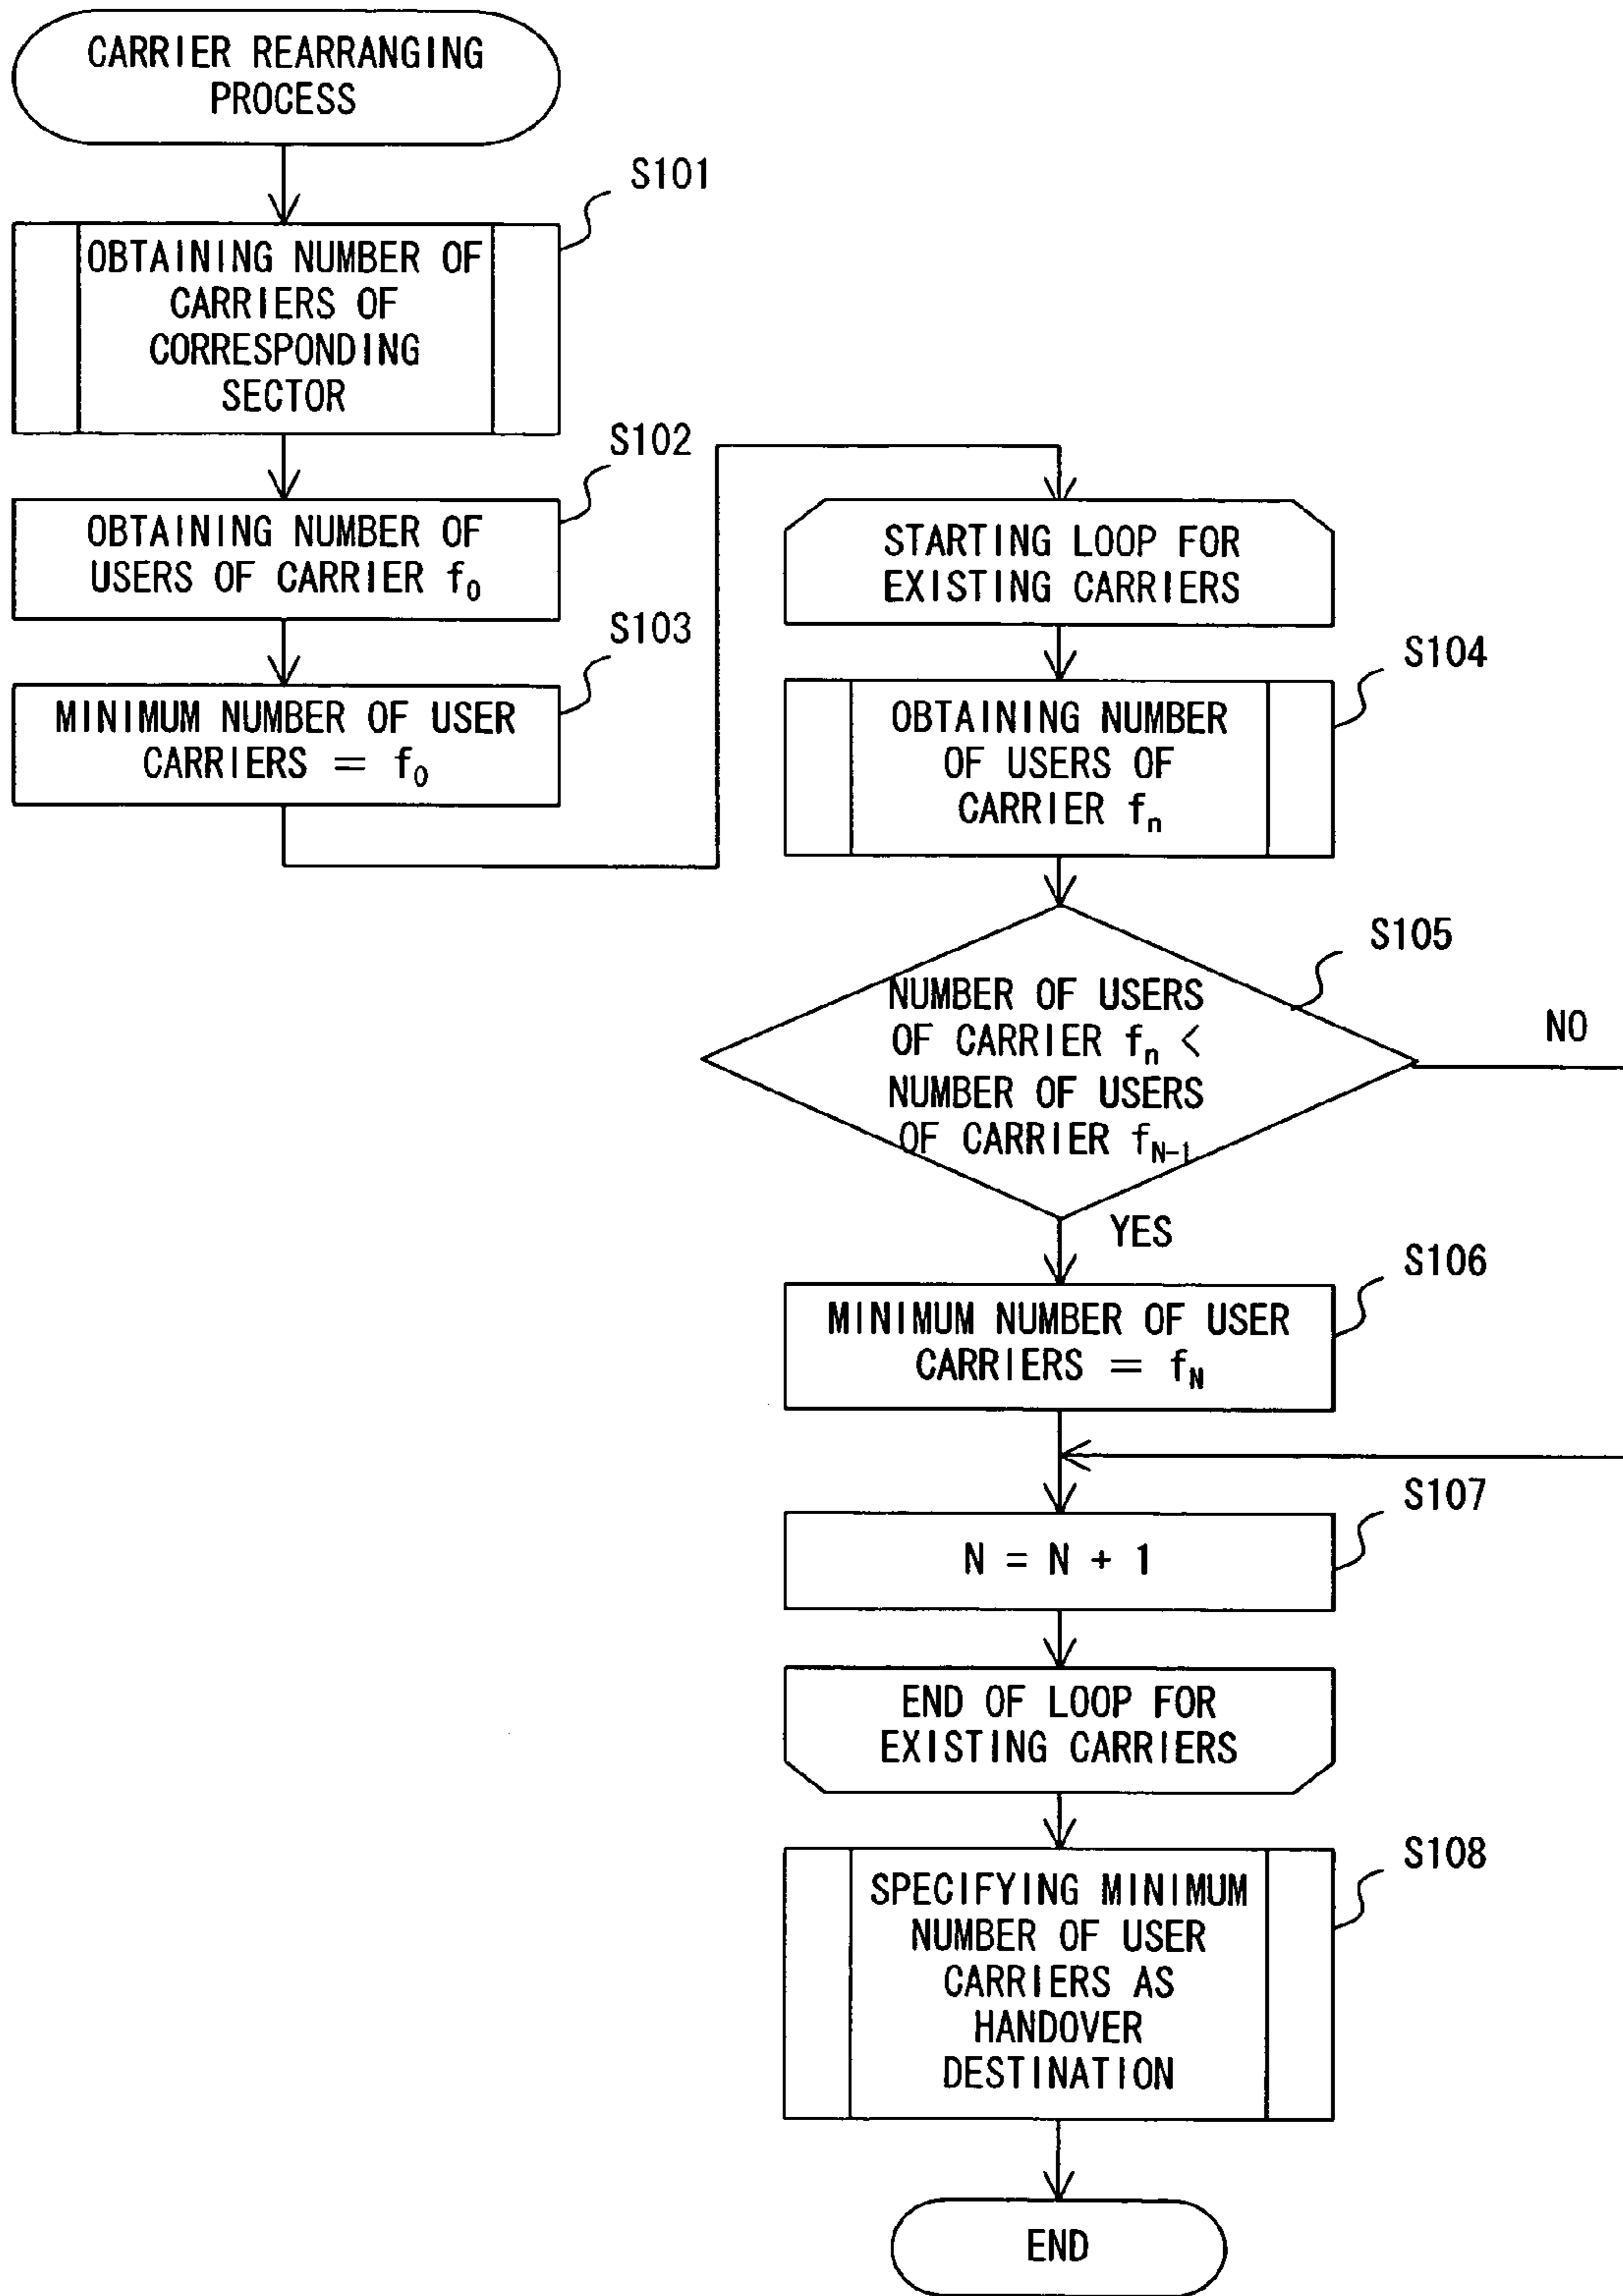 CARRIER REARRANGING
PROCESS
S101
OBTAINING NUMBER OF
CARRIERS OF
CORRESPONDING
SECTOR
S102
OBTAINING NUMBER OF
USERS OF CARRIER f₀
S103
MINIMUM NUMBER OF USER
CARRIERS = f₀
STARTING LOOP FOR
EXISTING CARRIERS
S104
OBTAINING NUMBER
OF USERS OF
CARRIER fₙ
S105
NUMBER OF USERS
OF CARRIER fₙ <
NUMBER OF USERS
OF CARRIER f_N-1
NO
YES
S106
MINIMUM NUMBER OF USER
CARRIERS = f_N
S107
N = N + 1
END OF LOOP FOR
EXISTING CARRIERS
S108
SPECIFYING MINIMUM
NUMBER OF USER
CARRIERS AS
HANDOVER
DESTINATION
END